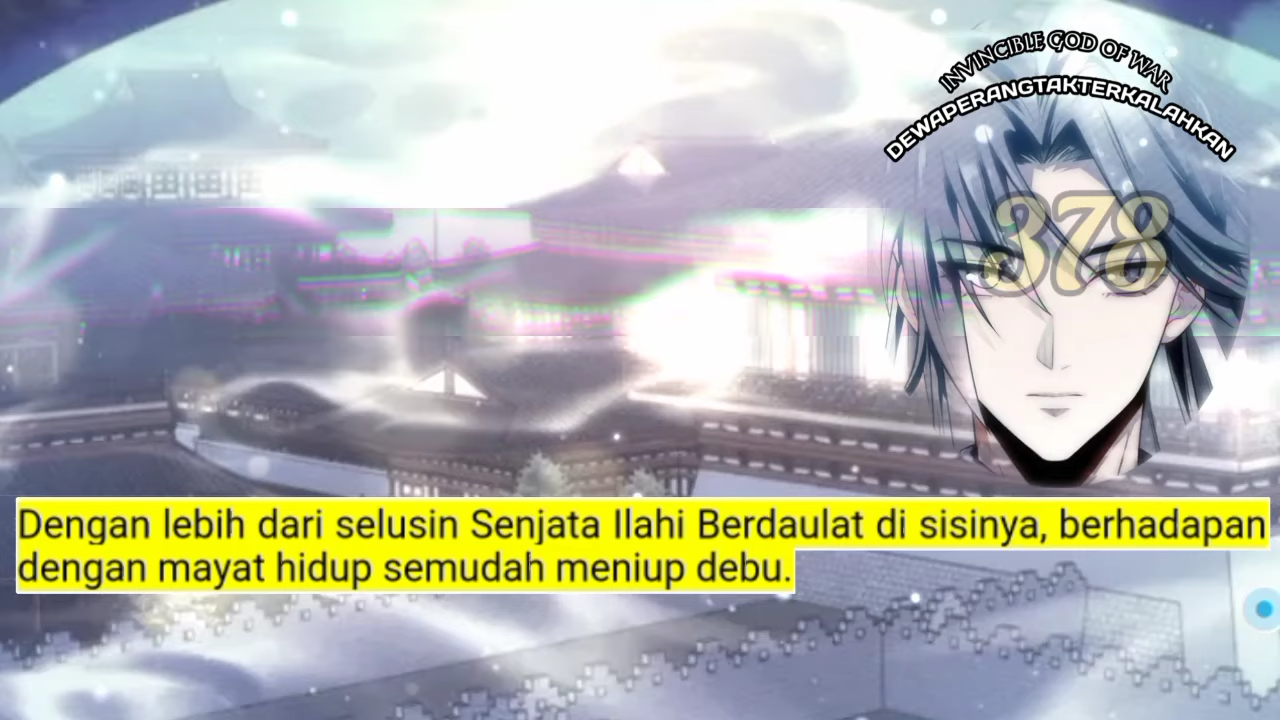 INVINCIBLE GOD OF WAR
DEWAPERANGTAKTERKALAHKAN
378
Dengan lebih dari selusin Senjata Ilahi Berdaulat di sisinya, berhadapan
dengan mayat hidup semudah meniup debu.